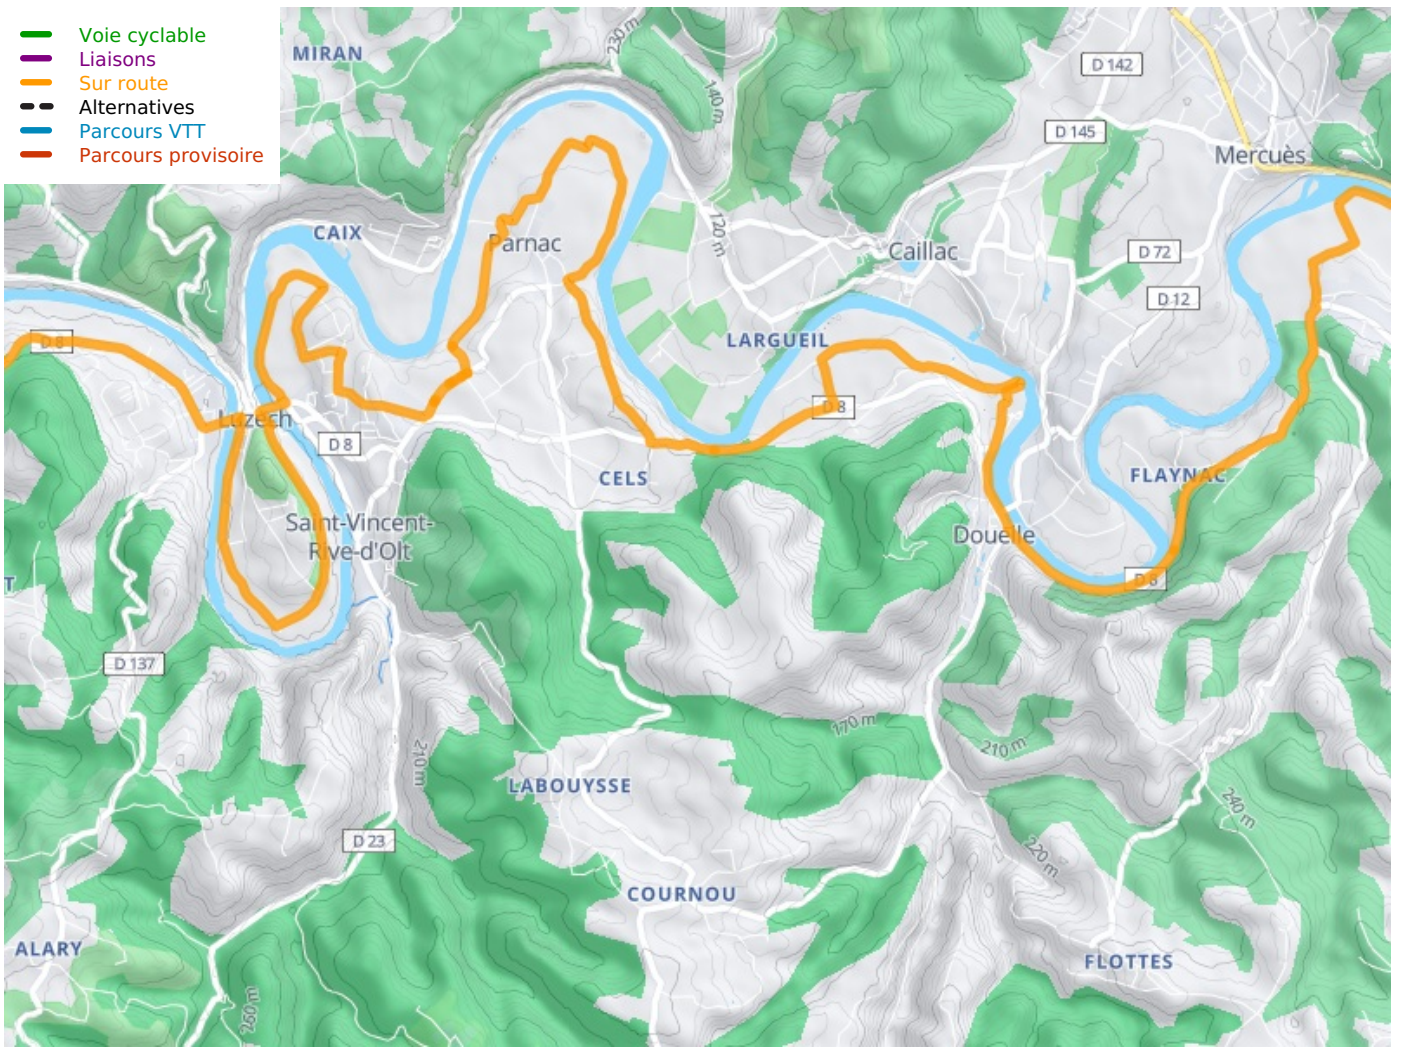 Voie cyclable
Liaisons
Sur route
Alternatives
Parcours VTT
Parcours provisoire
MIRAN
230 m
140 m
D 142
D 145
Mercuès
CAIX
Parnac
120 m
Caillac
D 72
D 12
D 8
LARGUEIL
D 8
Luzech
D 8
CELS
FLAYNAC
Saint-Vincent-
Rive-d'Olt
Douelle
D 8
T
D 137
170 m
210 m
210 m
LABOUYSSE
240 m
D 23
220 m
COURNOU
ALARY
FLOTTES
260 m